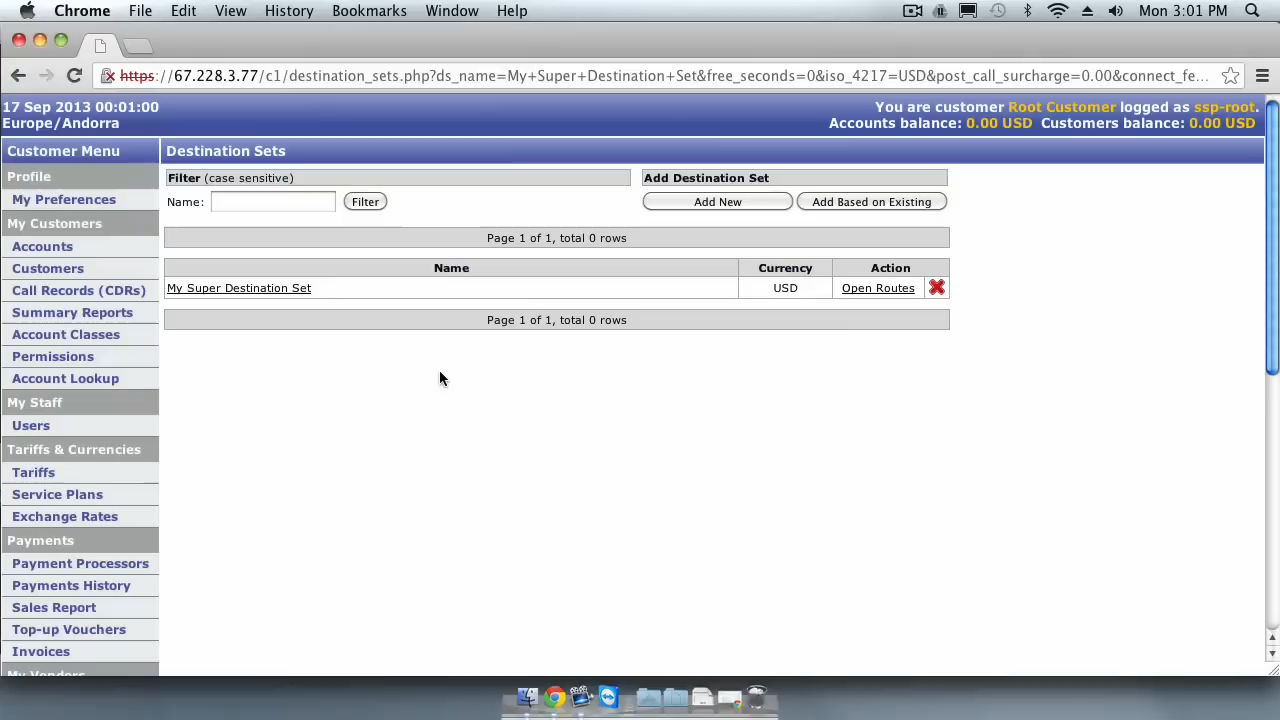 Chrome File Edit View History Bookmarks Window Help Mon 3:01 PM
https://67.228.3.77/c1/destination_sets.php?ds_name=My+Super+Destination+Set&free_seconds=0&iso_4217=USD&post_call_surcharge=0.00&connect_fe...
17 Sep 2013 00:01:00
Europe/Andorra
You are customer Root Customer logged as ssp-root.
Accounts balance: 0.00 USD Customers balance: 0.00 USD
Customer Menu
Profile
My Preferences
My Customers
Accounts
Customers
Call Records (CDRs)
Summary Reports
Account Classes
Permissions
Account Lookup
My Staff
Users
Tariffs & Currencies
Tariffs
Service Plans
Exchange Rates
Payments
Payment Processors
Payments History
Sales Report
Top-up Vouchers
Invoices
My Vendors
Destination Sets
Filter (case sensitive)
Name: Filter
Add Destination Set
Add New Add Based on Existing
Page 1 of 1, total 0 rows
Name Currency Action
My Super Destination Set USD Open Routes
Page 1 of 1, total 0 rows